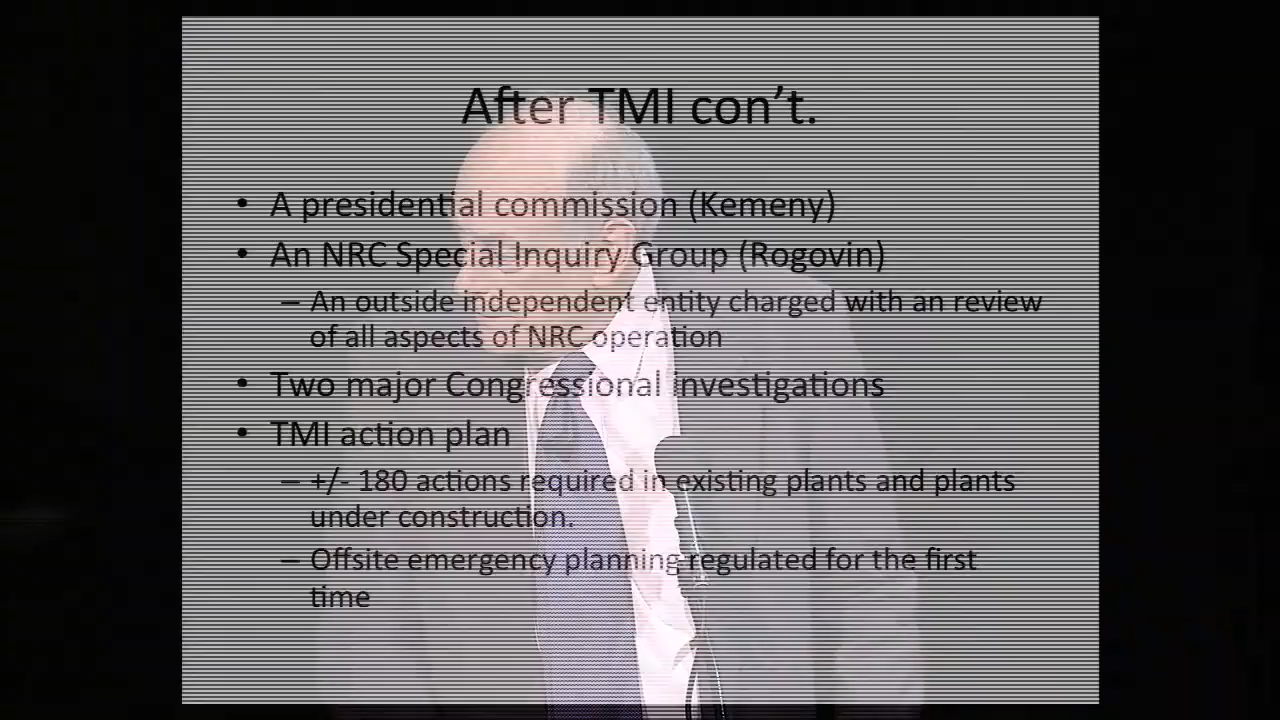 After TMI con't.
• A presidential commission (Kemeny)
• An NRC Special Inquiry Group (Rogovin)
– An outside independent entity charged with an review
of all aspects of NRC operation
• Two major Congressional investigations
• TMI action plan
– +/- 180 actions required in existing plants and plants
under construction.
– Offsite emergency planning regulated for the first
time